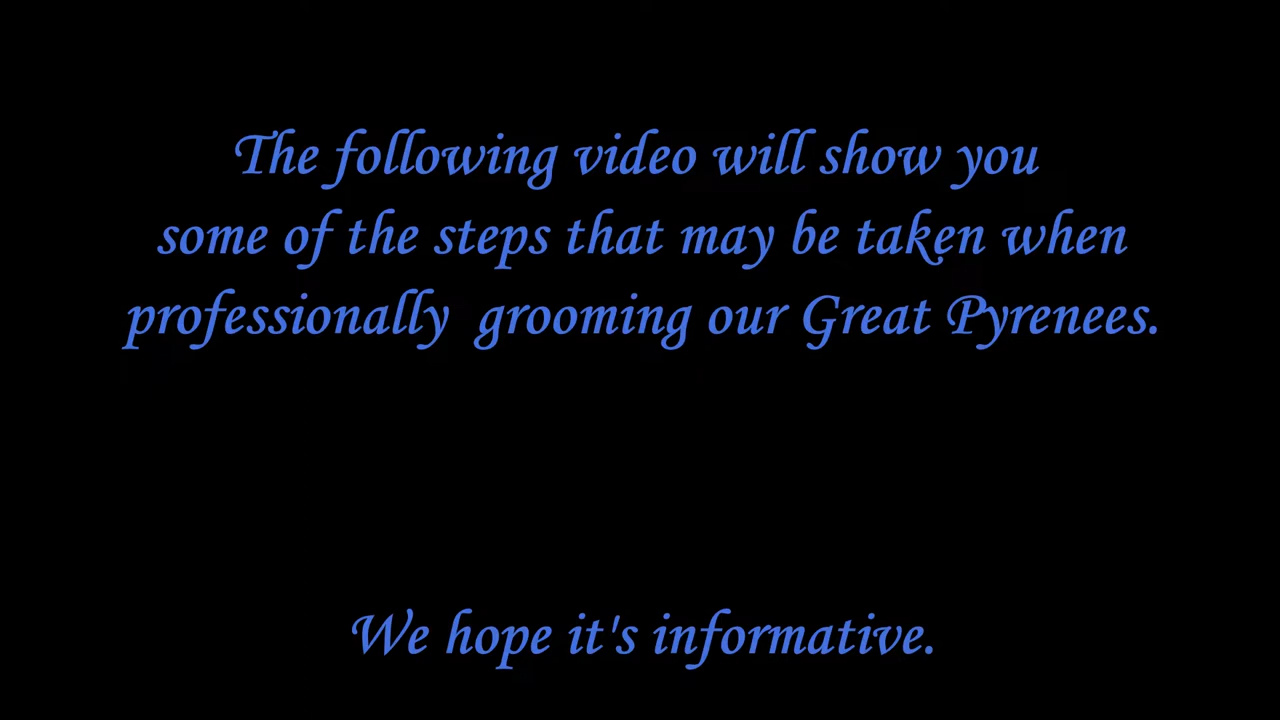 The following video will show you
some of the steps that may be taken when
professionally grooming our Great Pyrenees.
We hope it's informative.